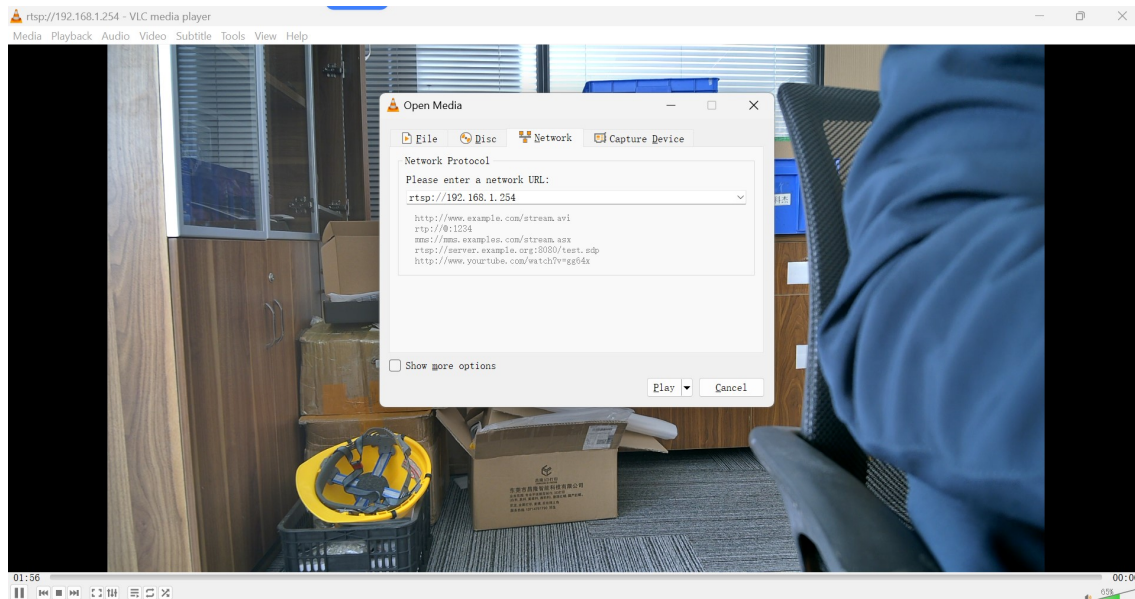 rtsp://192.168.1.254 - VLC media player
Media Playback Audio Video Subtitle Tools View Help
Open Media
File Disc Network Capture Device
Network Protocol
Please enter a network URL:
rtsp://192.168.1.254
http://www.example.com/stream.avi
rtp://@:1234
mms://mms.examples.com/stream.asx
rtsp://server.example.org:8080/test.sdp
http://www.yourtube.com/watch?v=gg64x
Show more options
Play Cancel
01:56
65%